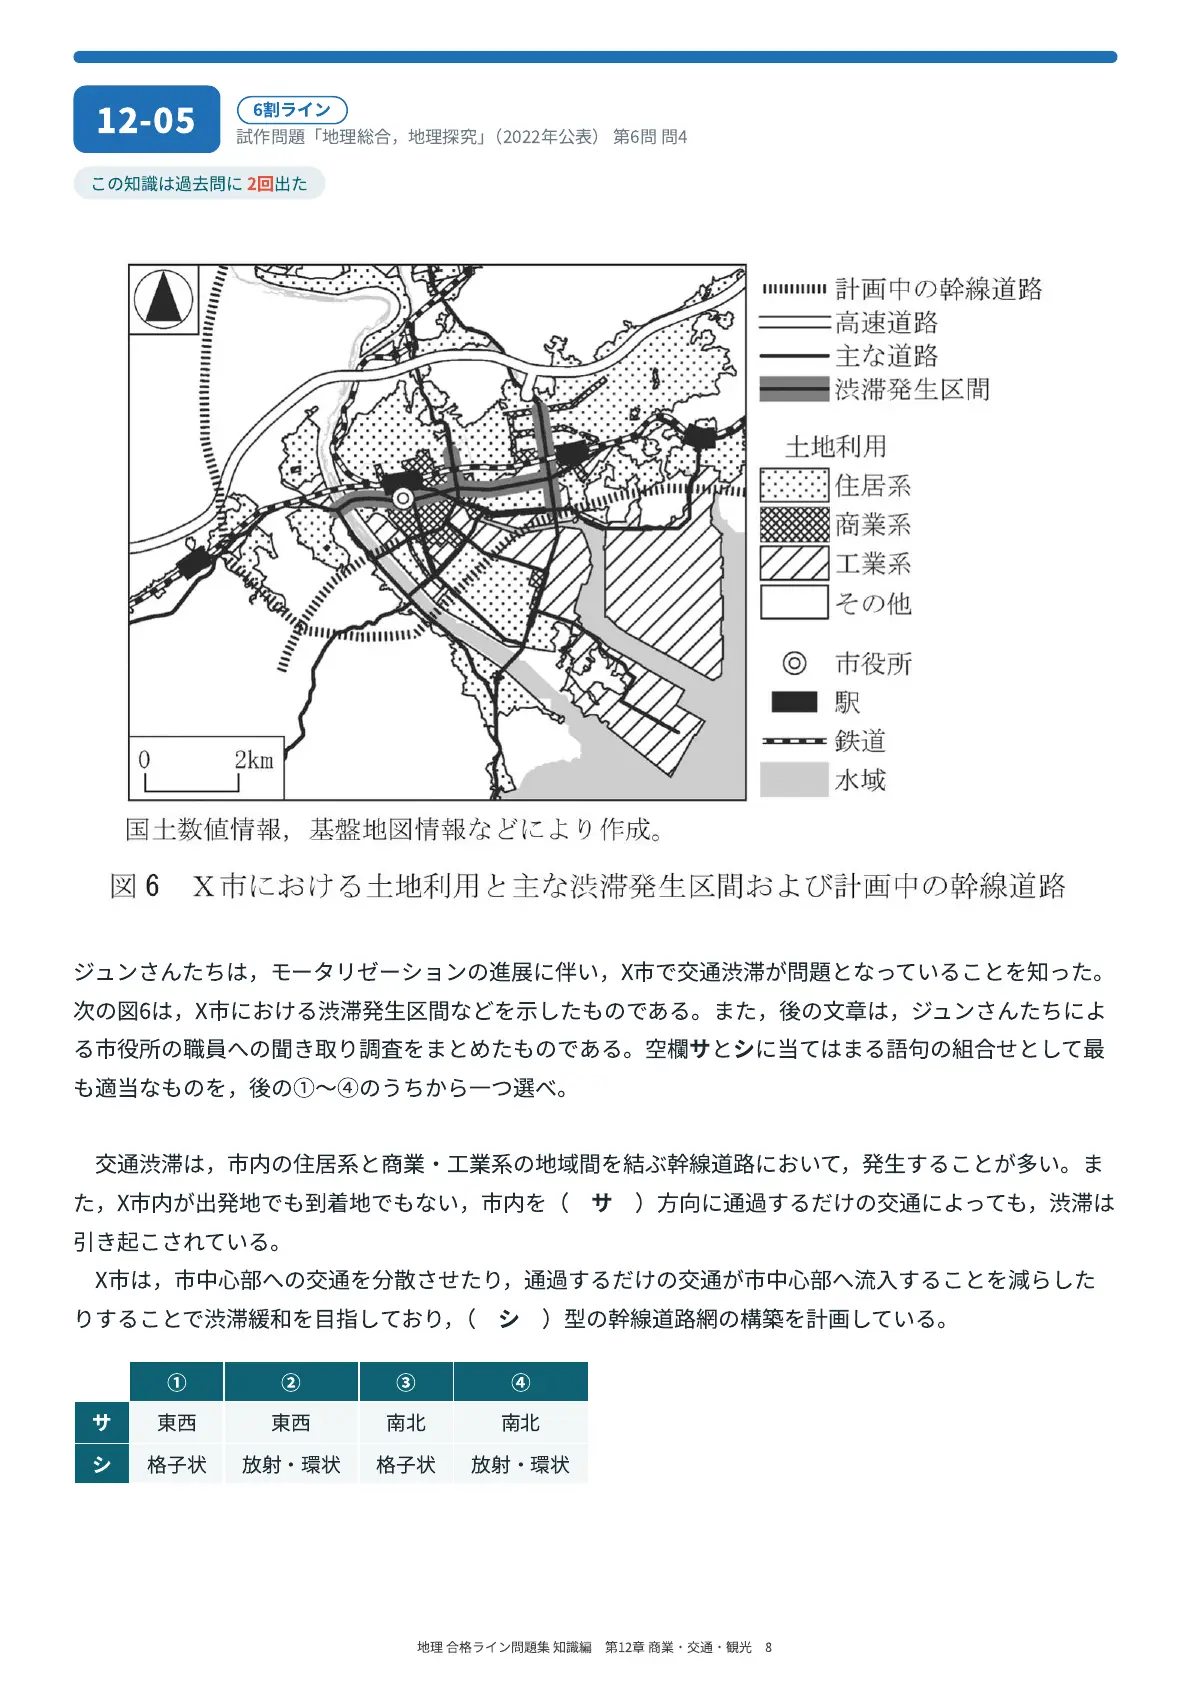 12-05
6割ライン
試作問題「地理総合，地理探究」（2022年公表） 第6問 問4
この知識は過去問に 2回出た
計画中の幹線道路
高速道路
主な道路
渋滞発生区間
土地利用
住居系
商業系
工業系
その他
市役所
駅
鉄道
水域
0 2km
国土数値情報，基盤地図情報などにより作成。
図6 X市における土地利用と主な渋滞発生区間および計画中の幹線道路
ジュンさんたちは，モータリゼーションの進展に伴い，X市で交通渋滞が問題となっていることを知った。
次の図6は，X市における渋滞発生区間などを示したものである。また，後の文章は，ジュンさんたちによ
る市役所の職員への聞き取り調査をまとめたものである。空欄サとシに当てはまる語句の組合せとして最
も適当なものを，後の①～④のうちから一つ選べ。
交通渋滞は，市内の住居系と商業・工業系の地域間を結ぶ幹線道路において，発生することが多い。ま
た，X市内が出発地でも到着地でもない，市内を（ サ ）方向に通過するだけの交通によっても，渋滞は
引き起こされている。
X市は，市中心部への交通を分散させたり，通過するだけの交通が市中心部へ流入することを減らした
りすることで渋滞緩和を目指しており，（ シ ）型の幹線道路網の構築を計画している。
① ② ③ ④
サ 東西 東西 南北 南北
シ 格子状 放射・環状 格子状 放射・環状
地理 合格ライン問題集 知識編 第12章 商業・交通・観光 8